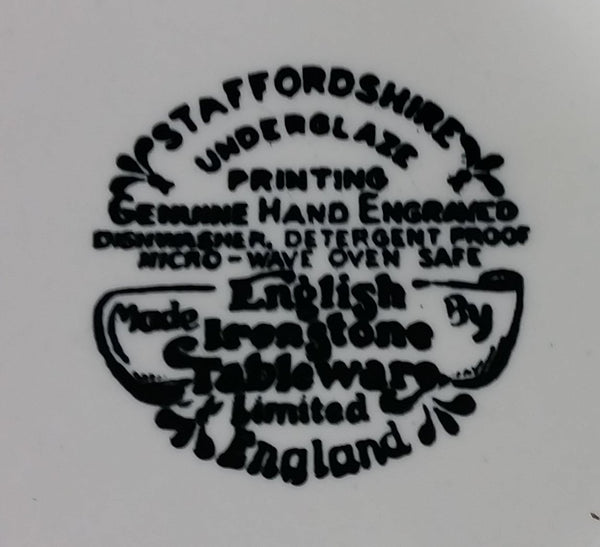 STAFFORDSHIRE
UNDERGLAZE
PRINTING
GENUINE HAND ENGRAVED
DISHWASHER, DETERGENT PROOF
MICRO-WAVE OVEN SAFE
Made English By
Ironstone
Tableware
Limited
England